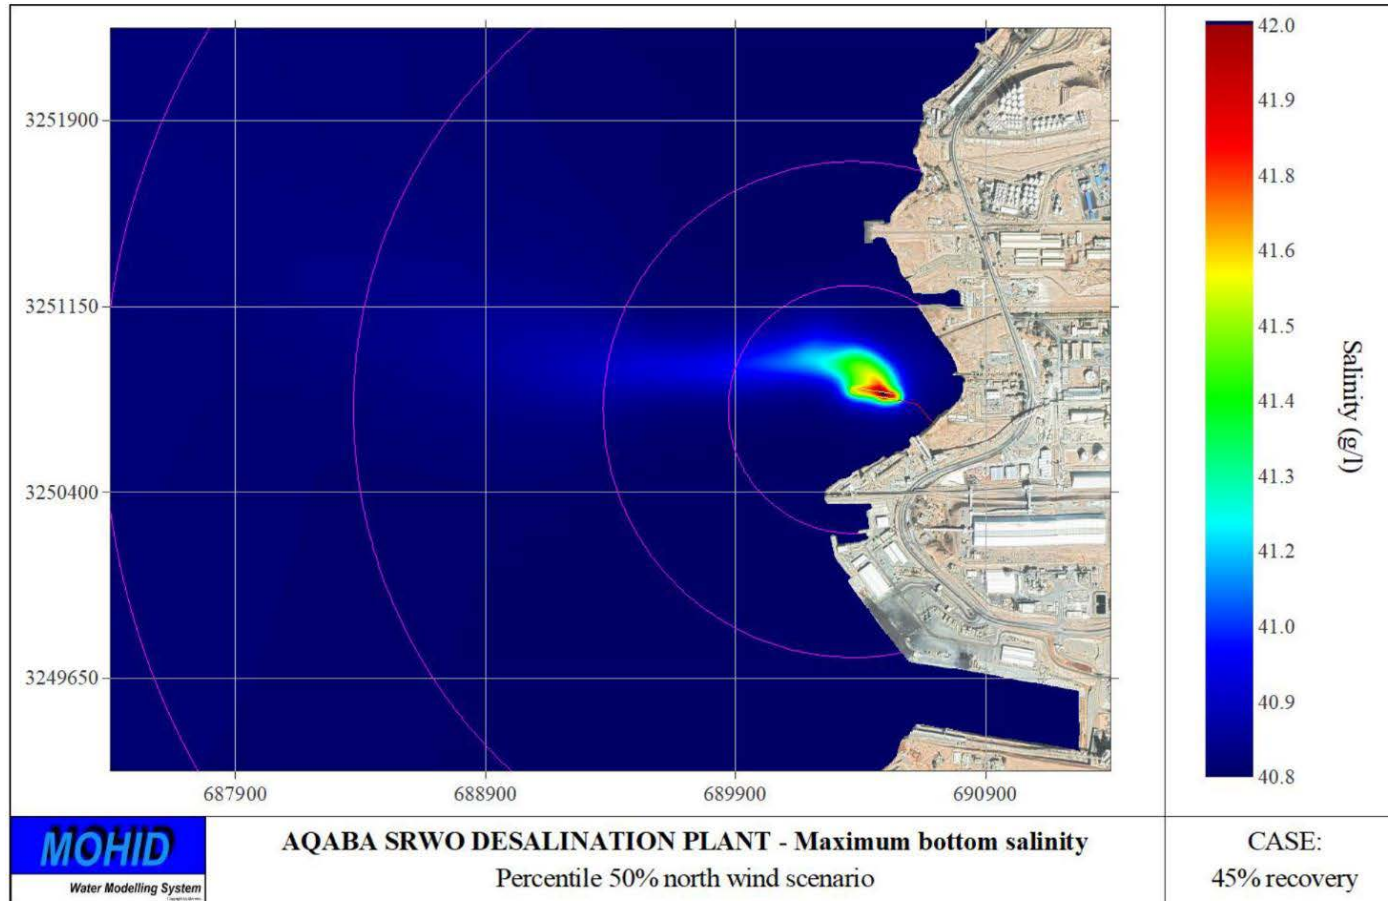 3251900
3251150
3250400
3249650
687900
688900
689900
690900
42.0
41.9
41.8
41.6
41.5
41.4
41.3
41.2
41.0
40.9
40.8
Salinity (g/l)
MOHID
Water Modelling System
AQABA SRWO DESALINATION PLANT - Maximum bottom salinity
Percentile 50% north wind scenario
CASE:
45% recovery